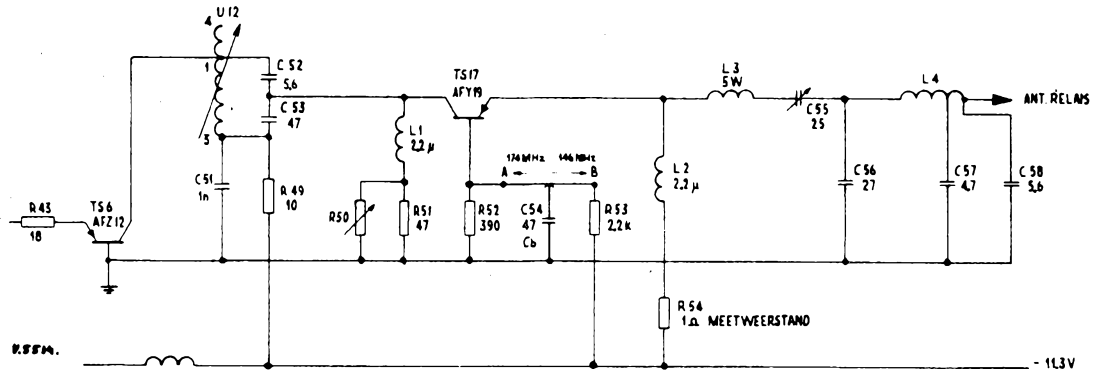 4 U 12
1
3
C 52
5,6
C 53
47
C 51
1n
R 49
10
R 43
18
TS 6
AFZ 12
TS 17
AFY 19
L 1
2,2 µ
R50
R 51
47
R 52
390
174 MHz 146 MHz
A B
C 54
47
Cb
R 53
2,2 k
L 2
2,2 µ
R 54
1 Ω MEETWEERSTAND
L 3
5 W
C 55
25
L 4
ANT. RELAIS
C 56
27
C 57
4,7
C 58
5,6
- 11,3 V